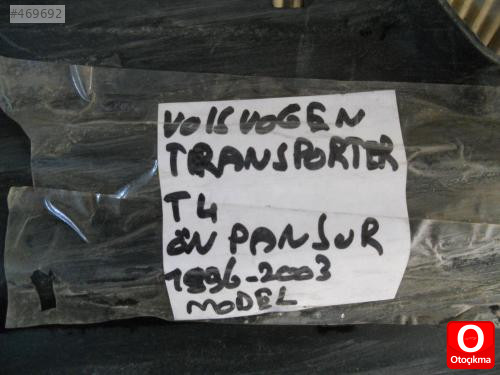 #469692
VOLSVOGEN
TRANSPORTER
T4
ÖN PANJUR
1996-2003
MODEL
O
Otoçıkma